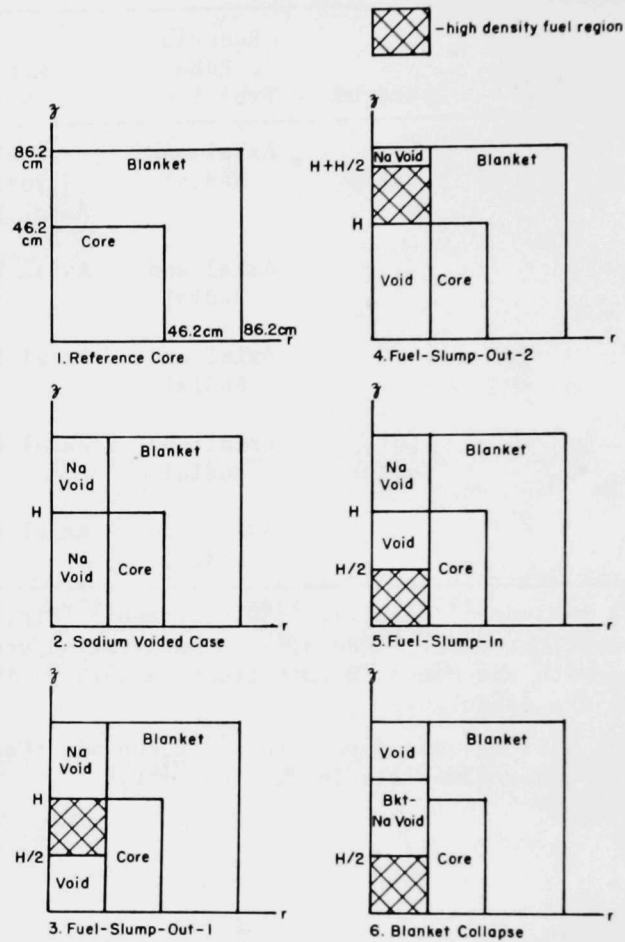 -high density fuel region
z
86.2
cm
Blanket
46.2
cm
Core
46.2cm
86.2cm
r
1. Reference Core
z
Na Void
Blanket
H+H/2
H
Void
Core
r
4. Fuel-Slump-Out-2
z
Na
Void
Blanket
H
Na
Void
Core
r
2. Sodium Voided Case
z
Na
Void
Blanket
H
Void
Core
H/2
r
5. Fuel-Slump-In
z
Na
Void
Blanket
H
H/2
Core
Void
r
3. Fuel-Slump-Out-1
z
Void
Blanket
Bkt-
Na Void
H/2
Core
r
6. Blanket Collapse